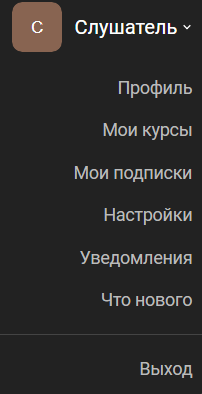 С
Слушатель
Профиль
Мои курсы
Мои подписки
Настройки
Уведомления
Что нового
Выход